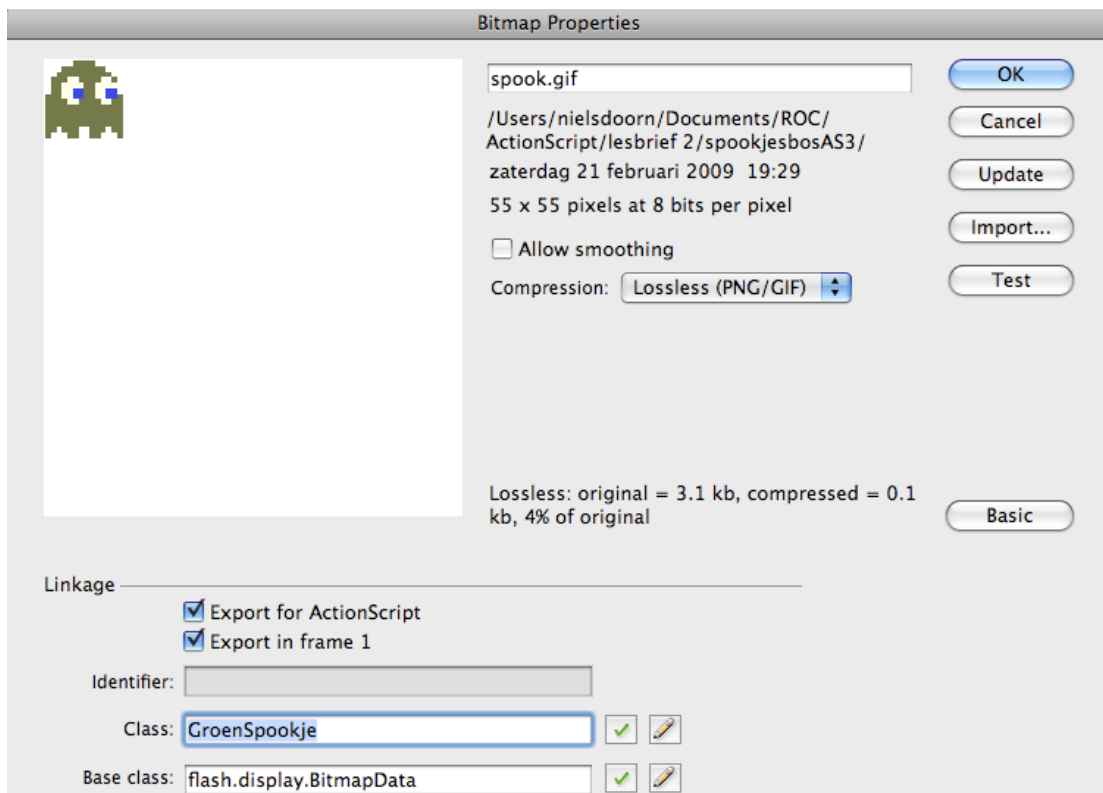 Bitmap Properties
spook.gif
OK
/Users/nielsdoorn/Documents/ROC/
ActionScript/lesbrief 2/spookjesbosAS3/
Cancel
zaterdag 21 februari 2009  19:29
Update
55 x 55 pixels at 8 bits per pixel
Import...
Allow smoothing
Compression: Lossless (PNG/GIF)
Test
Lossless: original = 3.1 kb, compressed = 0.1
kb, 4% of original
Basic
Linkage
Export for ActionScript
Export in frame 1
Identifier:
Class: GroenSpookje
Base class: flash.display.BitmapData